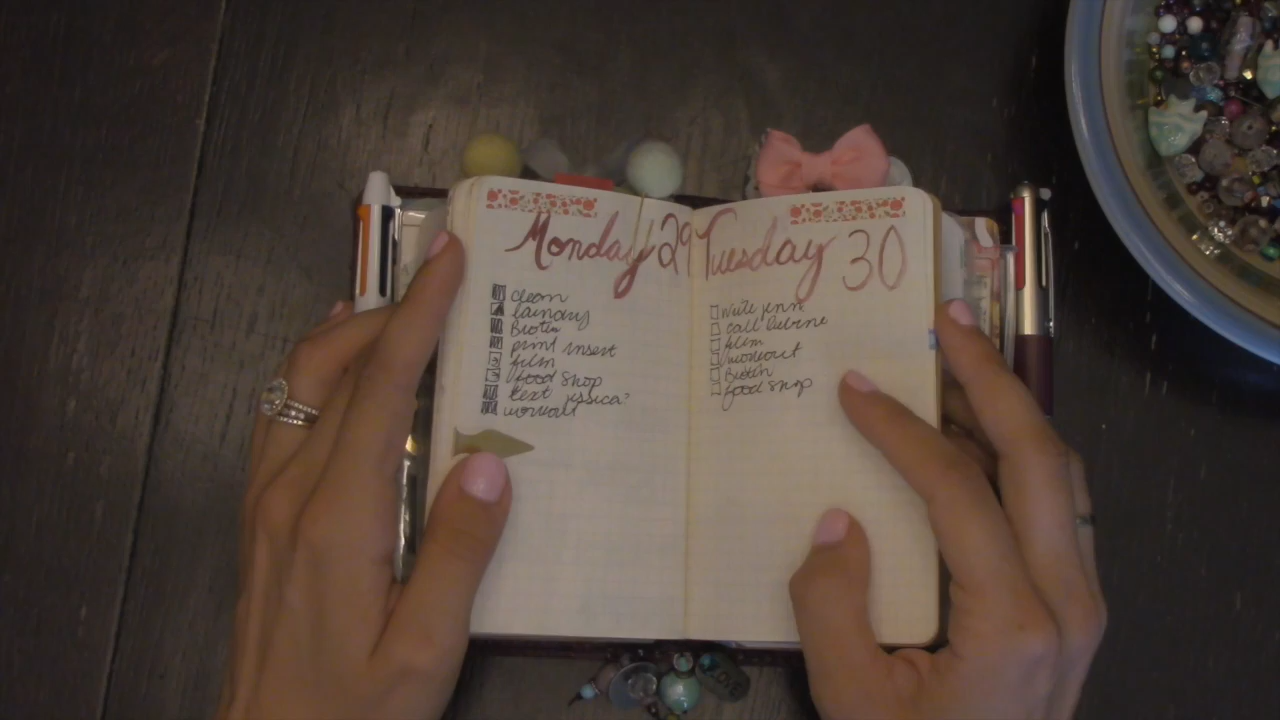 Monday 29
clean
laundry
Biotin
print insert
film
food shop
text jessica?
workout
Tuesday 30
write jenn
call
film
workout
Biotin
food shop
LOVE